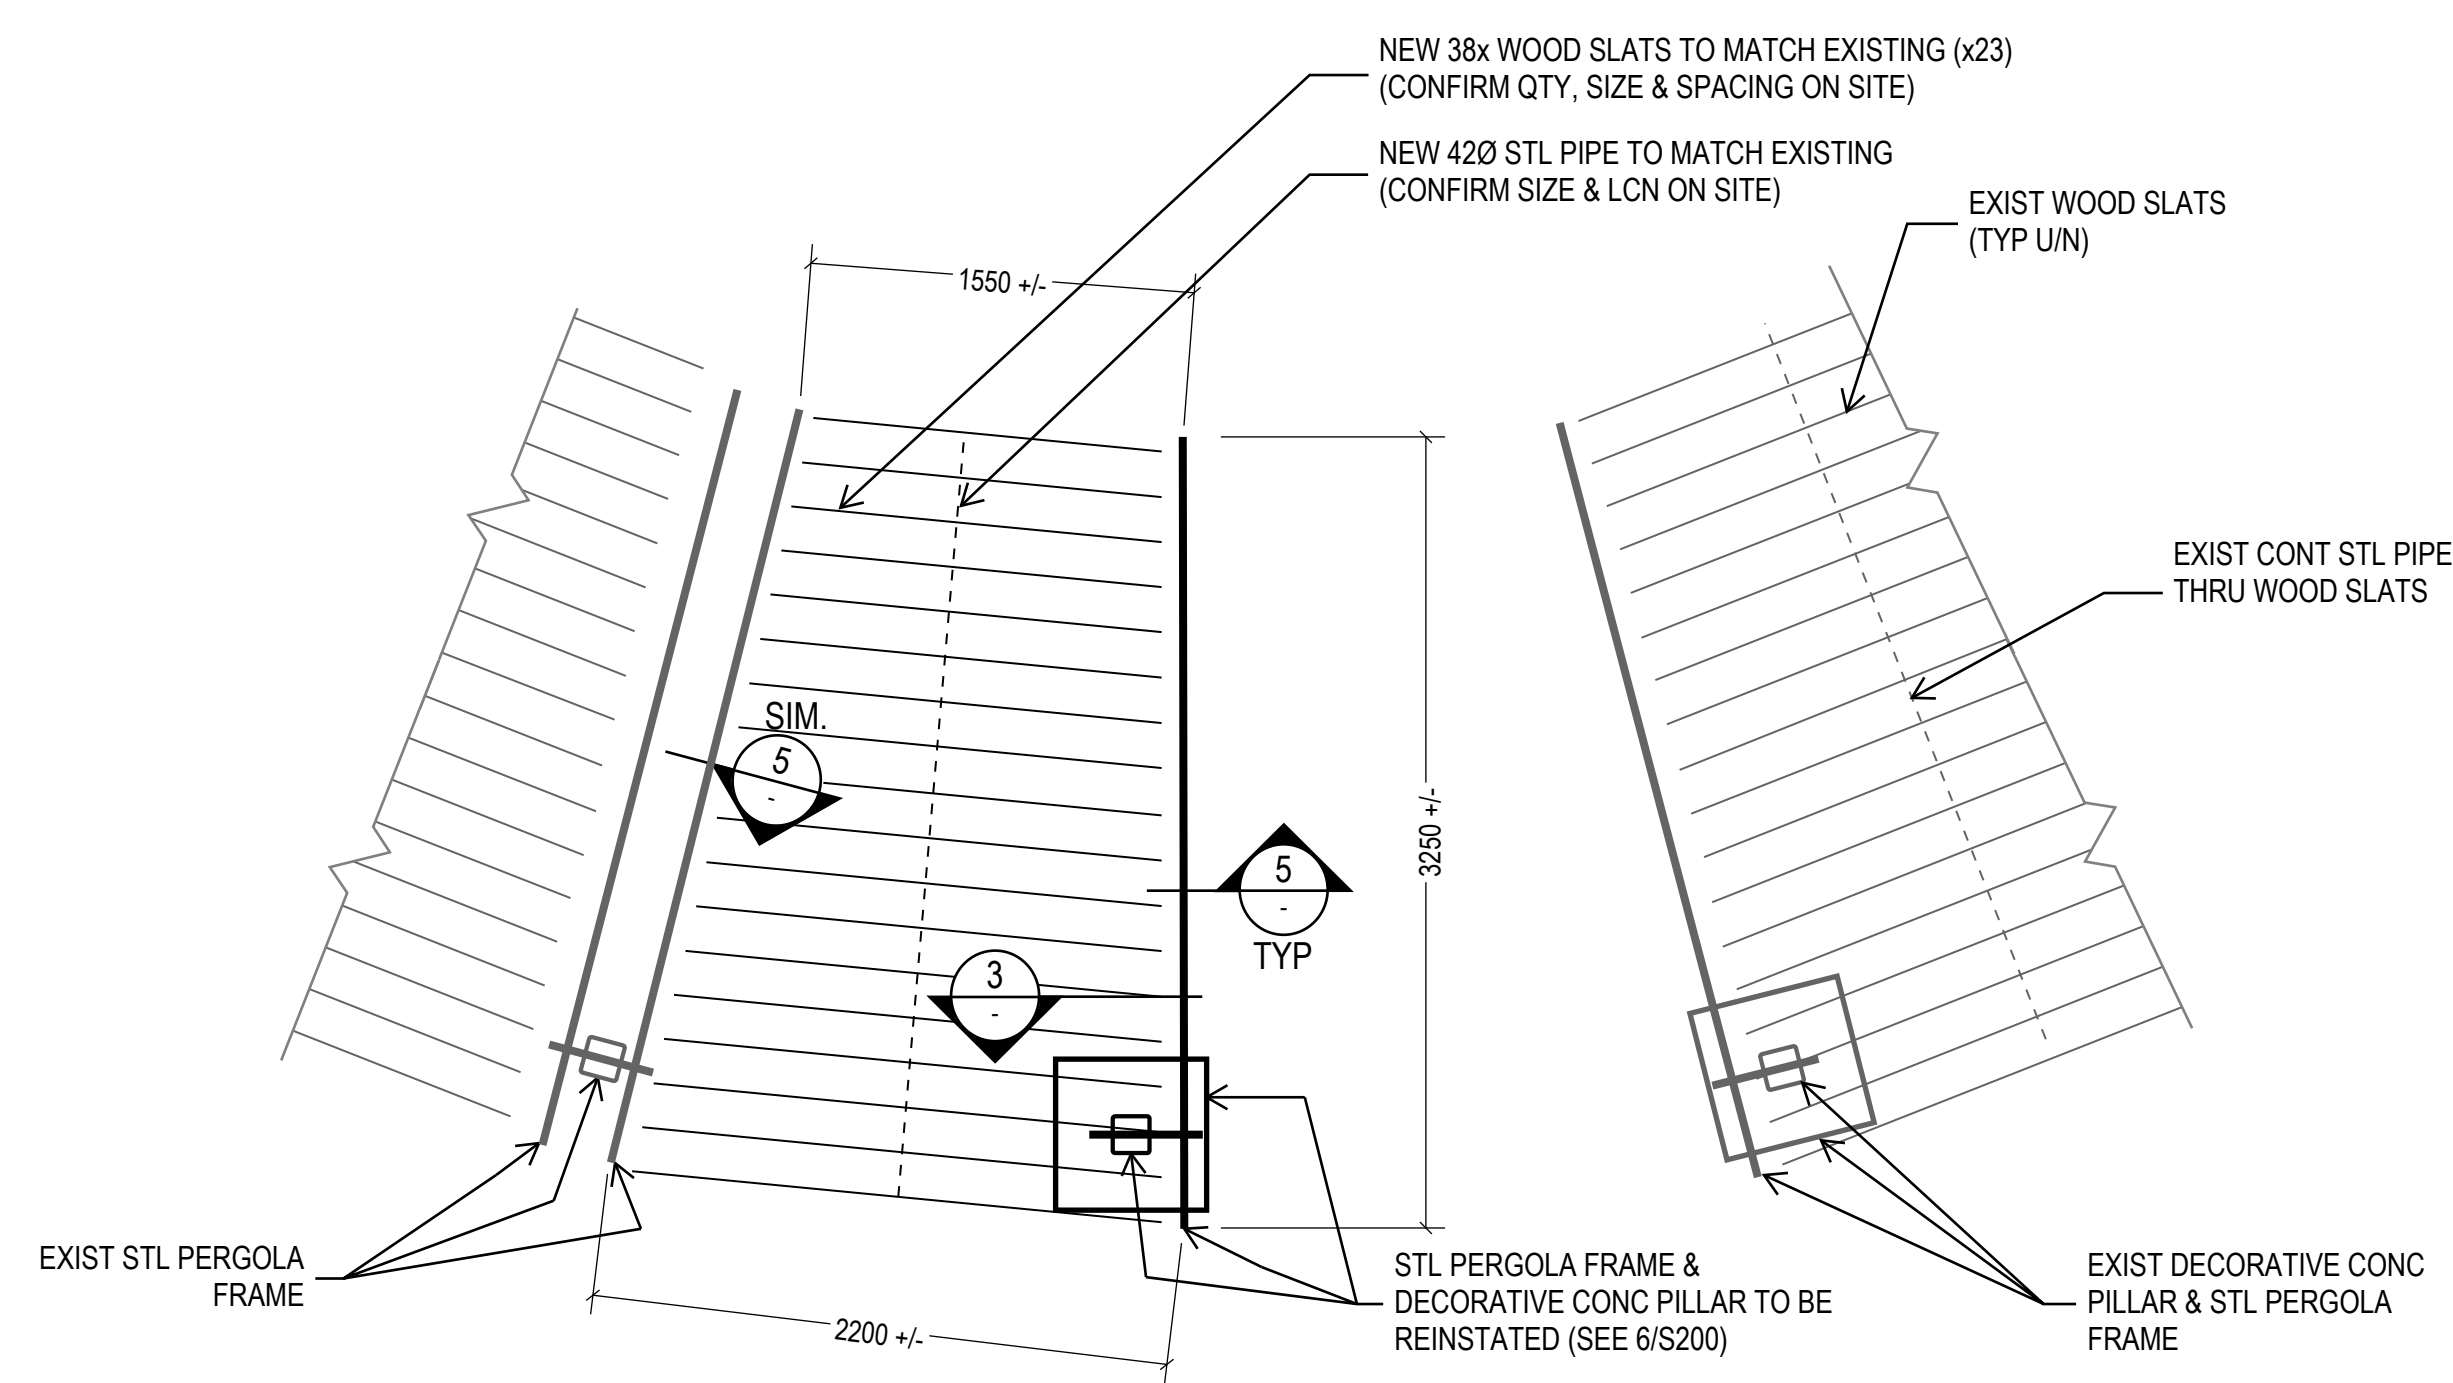 NEW 38x WOOD SLATS TO MATCH EXISTING (x23)
(CONFIRM QTY, SIZE & SPACING ON SITE)
NEW 42Ø STL PIPE TO MATCH EXISTING
(CONFIRM SIZE & LCN ON SITE)
EXIST WOOD SLATS
(TYP U/N)
1550 +/-
EXIST CONT STL PIPE
THRU WOOD SLATS
SIM.
5
-
3250 +/-
5
-
TYP
3
-
EXIST STL PERGOLA
FRAME
STL PERGOLA FRAME &
DECORATIVE CONC PILLAR TO BE
REINSTATED (SEE 6/S200)
EXIST DECORATIVE CONC
PILLAR & STL PERGOLA
FRAME
2200 +/-